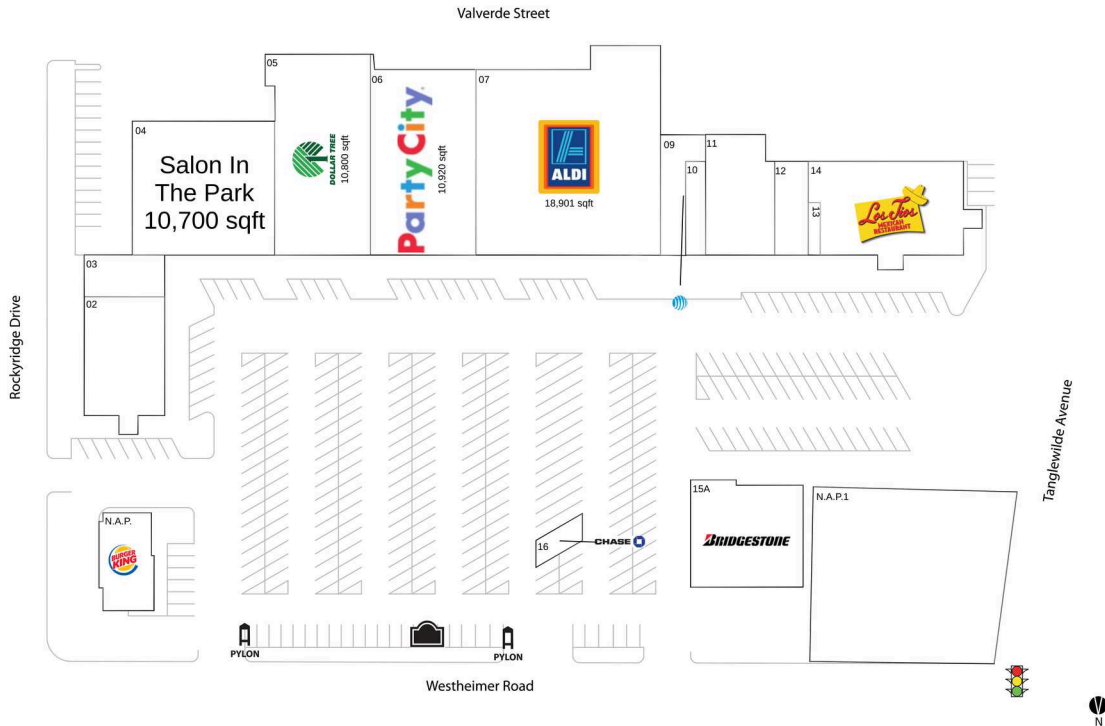 Valverde Street
05
06
07
04
Salon In
The Park
10,700 sqft
DOLLAR TREE
10,800 sqft
Party City
10,920 sqft
ALDI
18,901 sqft
09
10
11
12
13
14
Los Tios
MEXICAN
RESTAURANT
03
02
Rockyridge Drive
Tanglewilde Avenue
N.A.P.
BURGER
KING
16
CHASE
15A
BRIDGESTONE
N.A.P.1
PYLON
PYLON
Westheimer Road
N